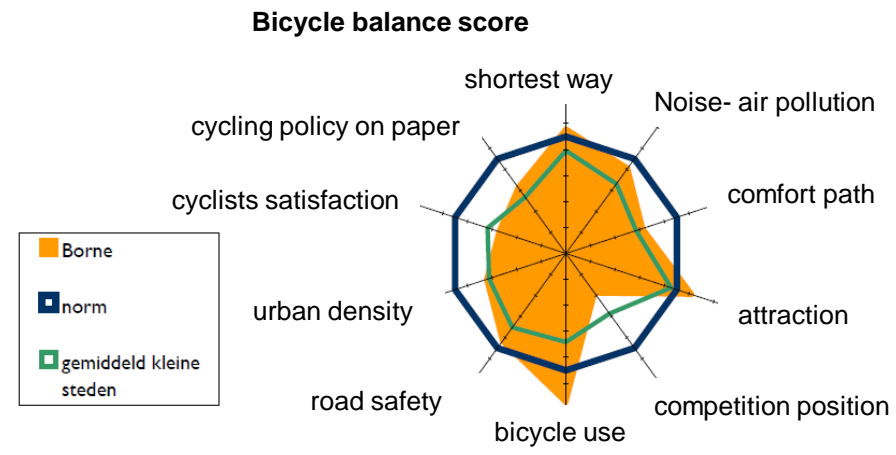 Bicycle balance score
shortest way
Noise- air pollution
cycling policy on paper
comfort path
cyclists satisfaction
Borne
norm
gemiddeld kleine
steden
urban density
attraction
road safety
competition position
bicycle use